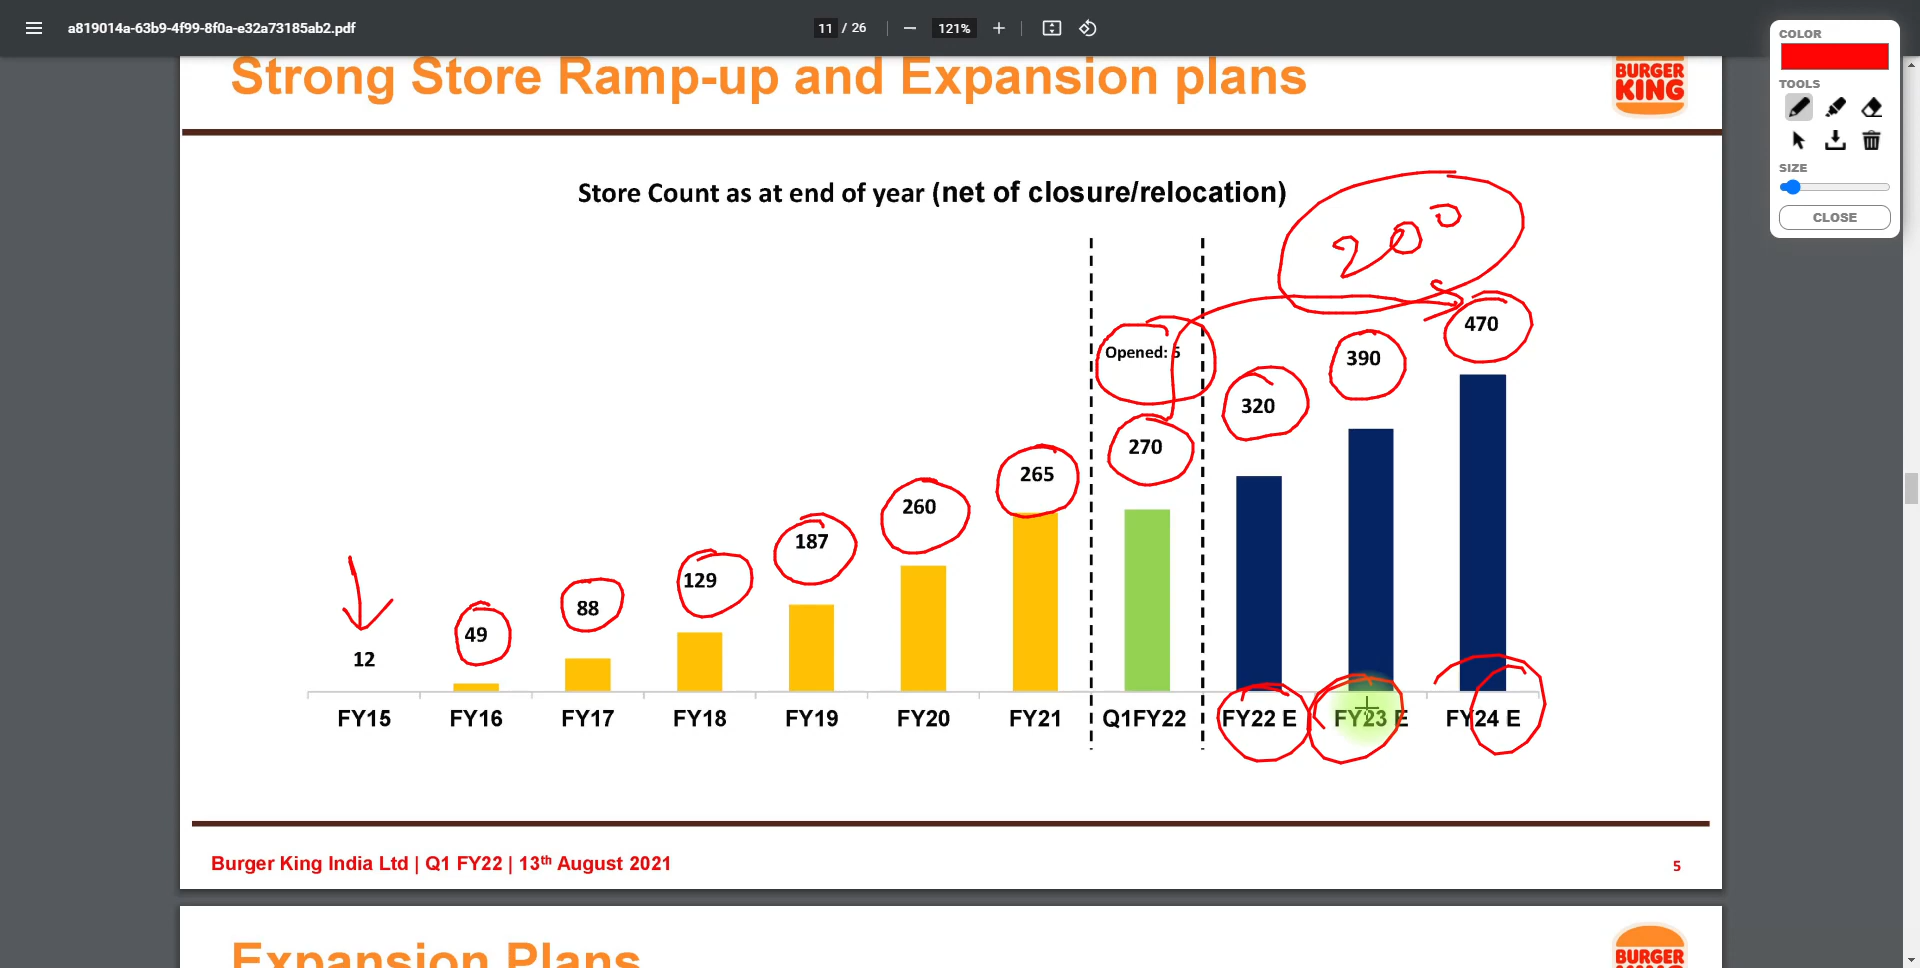 a819014a-63b9-4f99-8f0a-e32a73185ab2.pdf
11 / 26
121%
COLOR
TOOLS
SIZE
CLOSE
Strong Store Ramp-up and Expansion plans
BURGER
KING
Store Count as at end of year (net of closure/relocation)
200
470
Opened: 5
390
320
270
265
260
187
129
88
49
12
FY15 FY16 FY17 FY18 FY19 FY20 FY21 Q1FY22 FY22 E FY23 E FY24 E
Burger King India Ltd | Q1 FY22 | 13th August 2021
5
Expansion Plans
BURGER
KING